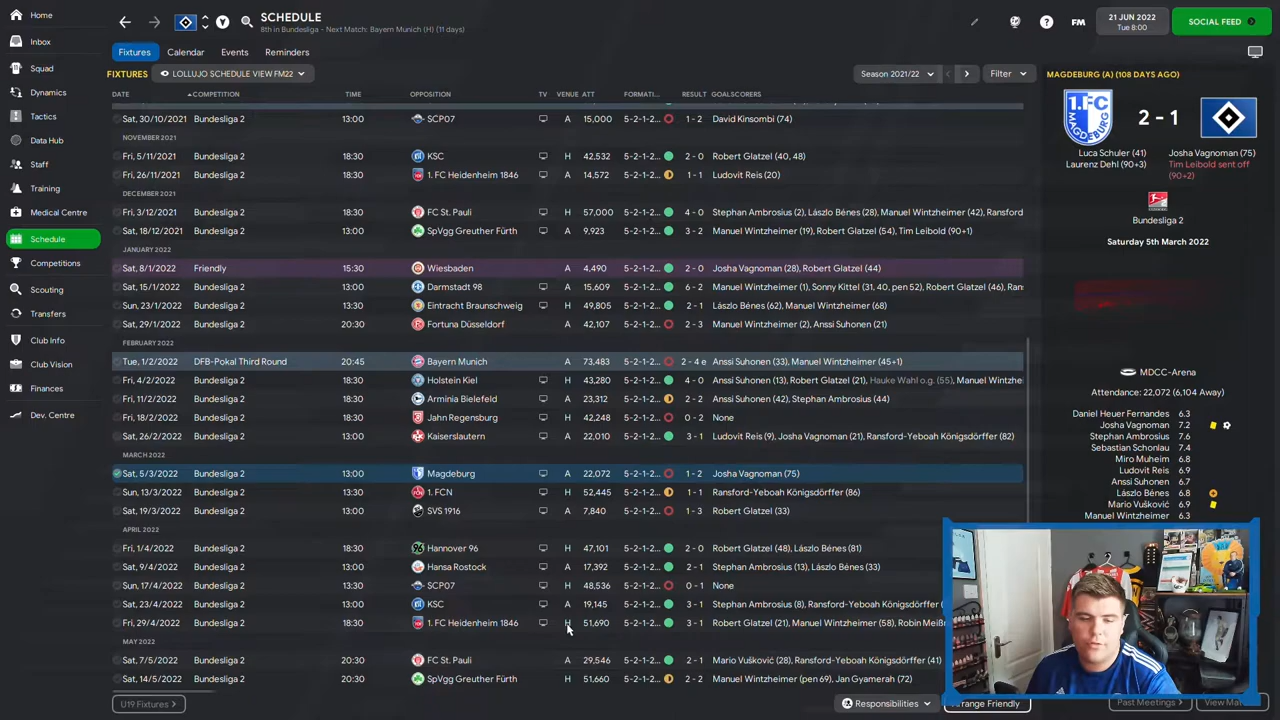 Home
Inbox
Squad
Dynamics
Tactics
Data Hub
Staff
Training
Medical Centre
Schedule
Competitions
Scouting
Transfers
Club Info
Club Vision
Finances
Dev. Centre
SCHEDULE
8th in Bundesliga - Next Match: Bayern Munich (H) (11 days)
FM
21 JUN 2022
Tue 8:00
SOCIAL FEED
Fixtures Calendar Events Reminders
FIXTURES LOLLUJO SCHEDULE VIEW FM22 Season 2021/22 Filter
DATE COMPETITION TIME OPPOSITION TV VENUE ATT FORMATI... RESULT GOALSCORERS
Sat, 30/10/2021 Bundesliga 2 13:00 SCP07 A 15,000 5-2-1-2... 1 - 2 David Kinsombi (74)
NOVEMBER 2021
Fri, 5/11/2021 Bundesliga 2 18:30 KSC H 42,532 5-2-1-2... 2 - 0 Robert Glatzel (40, 48)
Fri, 26/11/2021 Bundesliga 2 18:30 1. FC Heidenheim 1846 A 14,572 5-2-1-2... 1 - 1 Ludovit Reis (20)
DECEMBER 2021
Fri, 3/12/2021 Bundesliga 2 18:30 FC St. Pauli H 57,000 5-2-1-2... 4 - 0 Stephan Ambrosius (2), László Bénes (28), Manuel Wintzheimer (42), Ransford
Sat, 18/12/2021 Bundesliga 2 13:00 SpVgg Greuther Fürth A 9,923 5-2-1-2... 3 - 2 Manuel Wintzheimer (19), Robert Glatzel (54), Tim Leibold (90+1)
JANUARY 2022
Sat, 8/1/2022 Friendly 15:30 Wiesbaden A 4,490 5-2-1-2... 2 - 0 Josha Vagnoman (28), Robert Glatzel (44)
Sat, 15/1/2022 Bundesliga 2 13:00 Darmstadt 98 A 15,609 5-2-1-2... 6 - 2 Manuel Wintzheimer (1), Sonny Kittel (31, 40, pen 52), Robert Glatzel (46), Ran
Sun, 23/1/2022 Bundesliga 2 13:30 Eintracht Braunschweig H 49,805 5-2-1-2... 2 - 1 László Bénes (62), Manuel Wintzheimer (68)
Sat, 29/1/2022 Bundesliga 2 20:30 Fortuna Düsseldorf A 42,107 5-2-1-2... 2 - 3 Manuel Wintzheimer (2), Anssi Suhonen (21)
FEBRUARY 2022
Tue, 1/2/2022 DFB-Pokal Third Round 20:45 Bayern Munich A 73,483 5-2-1-2... 2 - 4 e Anssi Suhonen (33), Manuel Wintzheimer (45+1)
Fri, 4/2/2022 Bundesliga 2 18:30 Holstein Kiel H 43,280 5-2-1-2... 4 - 0 Anssi Suhonen (13), Robert Glatzel (21), Hauke Wahl o.g. (55), Manuel Wintzhe
Fri, 11/2/2022 Bundesliga 2 18:30 Arminia Bielefeld A 23,312 5-2-1-2... 2 - 2 Anssi Suhonen (42), Stephan Ambrosius (44)
Fri, 18/2/2022 Bundesliga 2 18:30 Jahn Regensburg H 42,248 5-2-1-2... 0 - 2 None
Sat, 26/2/2022 Bundesliga 2 13:00 Kaiserslautern A 22,010 5-2-1-2... 3 - 1 Ludovit Reis (9), Josha Vagnoman (21), Ransford-Yeboah Königsdörffer (82)
MARCH 2022
Sat, 5/3/2022 Bundesliga 2 13:00 Magdeburg A 22,072 5-2-1-2... 1 - 2 Josha Vagnoman (75)
Sun, 13/3/2022 Bundesliga 2 13:30 1. FCN H 52,445 5-2-1-2... 1 - 1 Ransford-Yeboah Königsdörffer (86)
Sat, 19/3/2022 Bundesliga 2 13:00 SVS 1916 A 7,840 5-2-1-2... 1 - 3 Robert Glatzel (33)
APRIL 2022
Fri, 1/4/2022 Bundesliga 2 18:30 Hannover 96 H 47,101 5-2-1-2... 2 - 0 Robert Glatzel (48), László Bénes (81)
Sat, 9/4/2022 Bundesliga 2 13:00 Hansa Rostock A 17,392 5-2-1-2... 2 - 1 Stephan Ambrosius (13), László Bénes (33)
Sun, 17/4/2022 Bundesliga 2 13:30 SCP07 H 48,536 5-2-1-2... 0 - 1 None
Sat, 23/4/2022 Bundesliga 2 13:00 KSC A 19,145 5-2-1-2... 3 - 1 Stephan Ambrosius (8), Ransford-Yeboah Königsdörffer (
Fri, 29/4/2022 Bundesliga 2 18:30 1. FC Heidenheim 1846 H 51,690 5-2-1-2... 3 - 1 Robert Glatzel (21), Manuel Wintzheimer (58), Robin Meißn
MAY 2022
Sat, 7/5/2022 Bundesliga 2 20:30 FC St. Pauli A 29,546 5-2-1-2... 2 - 1 Mario Vušković (28), Ransford-Yeboah Königsdörffer (41)
Sat, 14/5/2022 Bundesliga 2 20:30 SpVgg Greuther Fürth H 51,660 5-2-1-2... 2 - 2 Manuel Wintzheimer (pen 69), Jan Gyamerah (72)
U19 Fixtures > Responsibilities Arrange Friendly Past Meetings >
MAGDEBURG (A) (108 DAYS AGO)
1.FC
MAGDEBURG
2 - 1
Luca Schuler (41)
Laurenz Dehl (90+3)
Josha Vagnoman (75)
Tim Leibold sent off
(90+2)
Bundesliga 2
Saturday 5th March 2022
MDCC-Arena
Attendance: 22,072 (6,104 Away)
Daniel Heuer Fernandes 6.3
Josha Vagnoman 7.2
Stephan Ambrosius 7.6
Sebastian Schonlau 7.4
Miro Muheim 6.8
Ludovit Reis 6.9
Anssi Suhonen 6.7
László Bénes 6.8
Mario Vušković 6.9
Manuel Wintzheimer 6.3